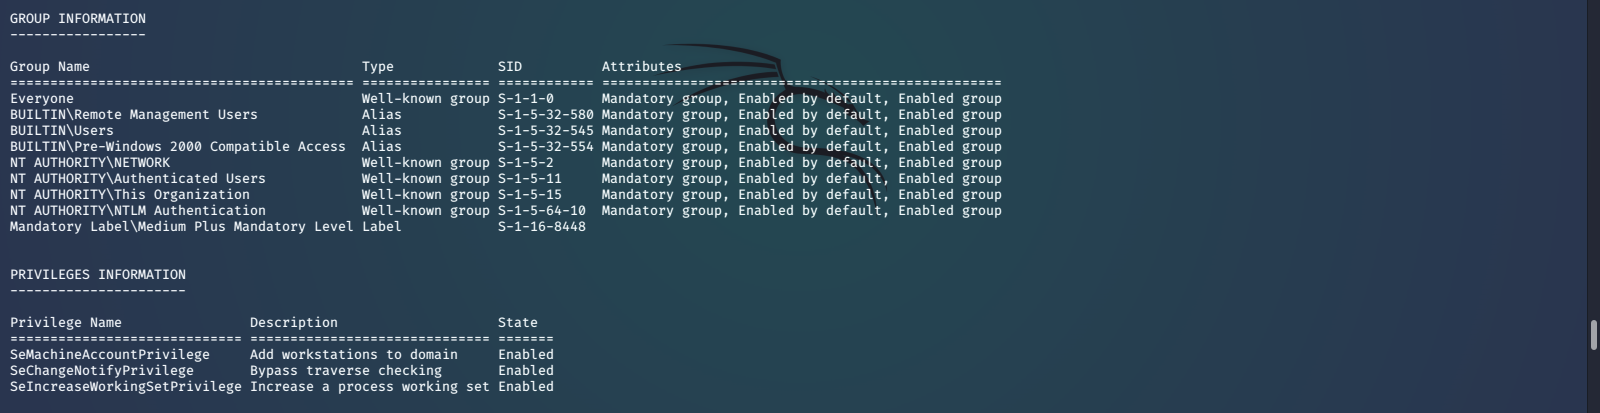 GROUP INFORMATION
-----------------
Group Name                                  Type             SID          Attributes
=========================================== ================ ============ ==================================================
Everyone                                    Well-known group S-1-1-0      Mandatory group, Enabled by default, Enabled group
BUILTIN\Remote Management Users             Alias            S-1-5-32-580 Mandatory group, Enabled by default, Enabled group
BUILTIN\Users                               Alias            S-1-5-32-545 Mandatory group, Enabled by default, Enabled group
BUILTIN\Pre-Windows 2000 Compatible Access  Alias            S-1-5-32-554 Mandatory group, Enabled by default, Enabled group
NT AUTHORITY\NETWORK                        Well-known group S-1-5-2      Mandatory group, Enabled by default, Enabled group
NT AUTHORITY\Authenticated Users            Well-known group S-1-5-11     Mandatory group, Enabled by default, Enabled group
NT AUTHORITY\This Organization              Well-known group S-1-5-15     Mandatory group, Enabled by default, Enabled group
NT AUTHORITY\NTLM Authentication            Well-known group S-1-5-64-10  Mandatory group, Enabled by default, Enabled group
Mandatory Label\Medium Plus Mandatory Level Label            S-1-16-8448
PRIVILEGES INFORMATION
----------------------
Privilege Name                Description                    State
============================= ============================== =======
SeMachineAccountPrivilege     Add workstations to domain     Enabled
SeChangeNotifyPrivilege       Bypass traverse checking       Enabled
SeIncreaseWorkingSetPrivilege Increase a process working set Enabled